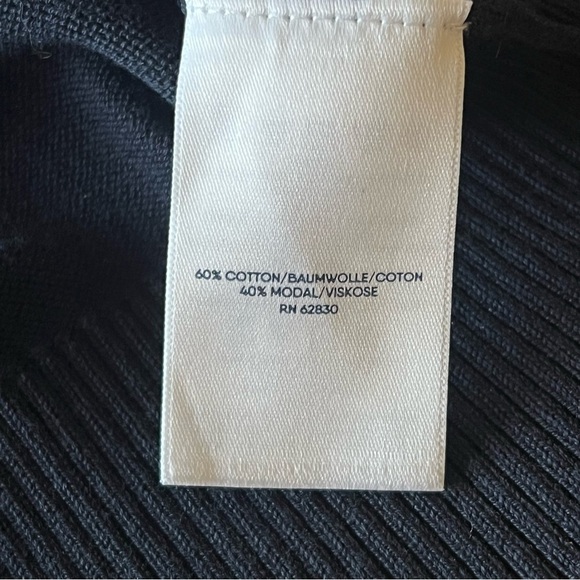 60% COTTON/BAUMWOLLE/COTON
40% MODAL/VISKOSE
RN 62830